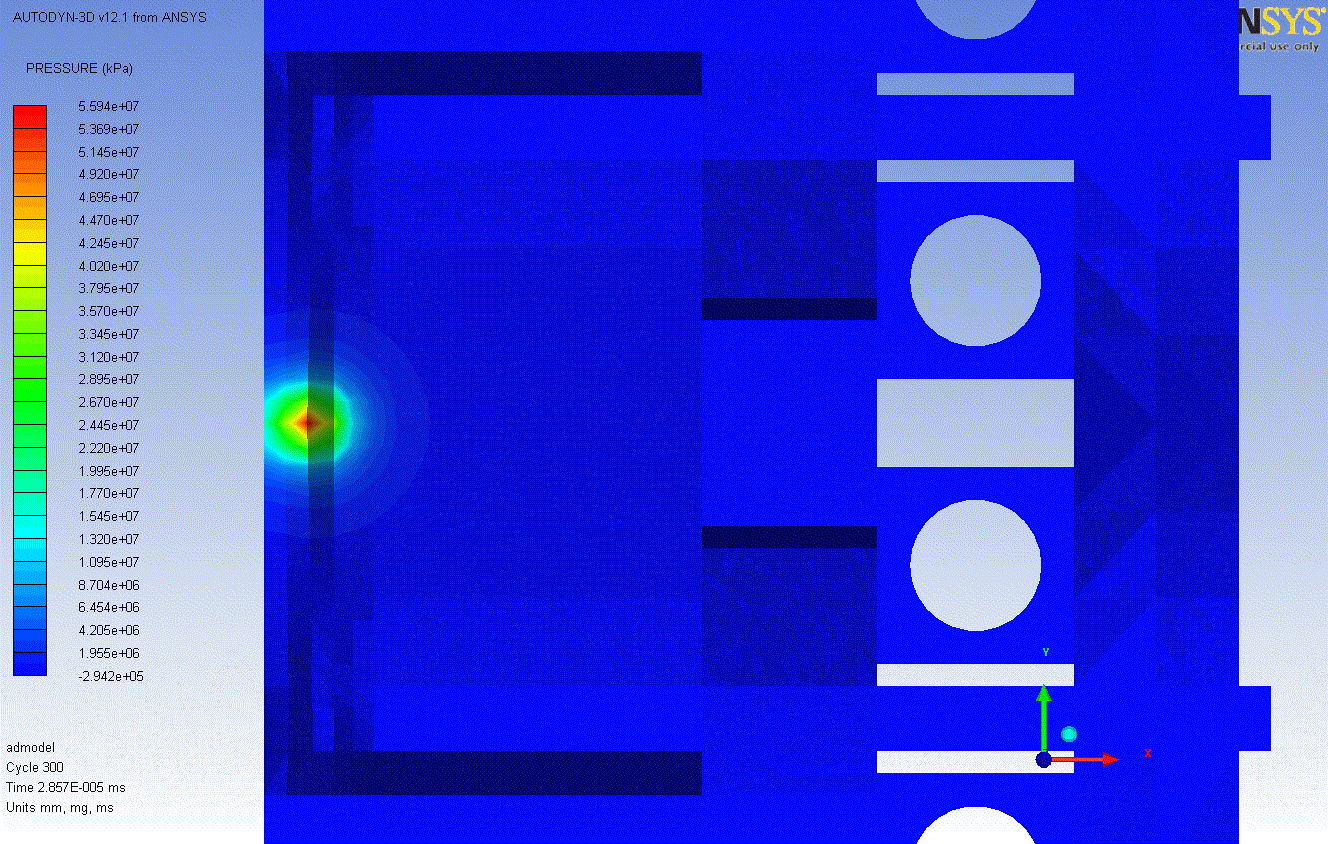 AUTODYN-3D v12.1 from ANSYS
NSYS
rcial use only
PRESSURE (kPa)
5.594e+07
5.369e+07
5.145e+07
4.920e+07
4.695e+07
4.470e+07
4.245e+07
4.020e+07
3.795e+07
3.570e+07
3.345e+07
3.120e+07
2.895e+07
2.670e+07
2.445e+07
2.220e+07
1.995e+07
1.770e+07
1.545e+07
1.320e+07
1.095e+07
8.704e+06
6.454e+06
4.205e+06
1.955e+06
-2.942e+05
Y
X
admodel
Cycle 300
Time 2.857E-005 ms
Units mm, mg, ms